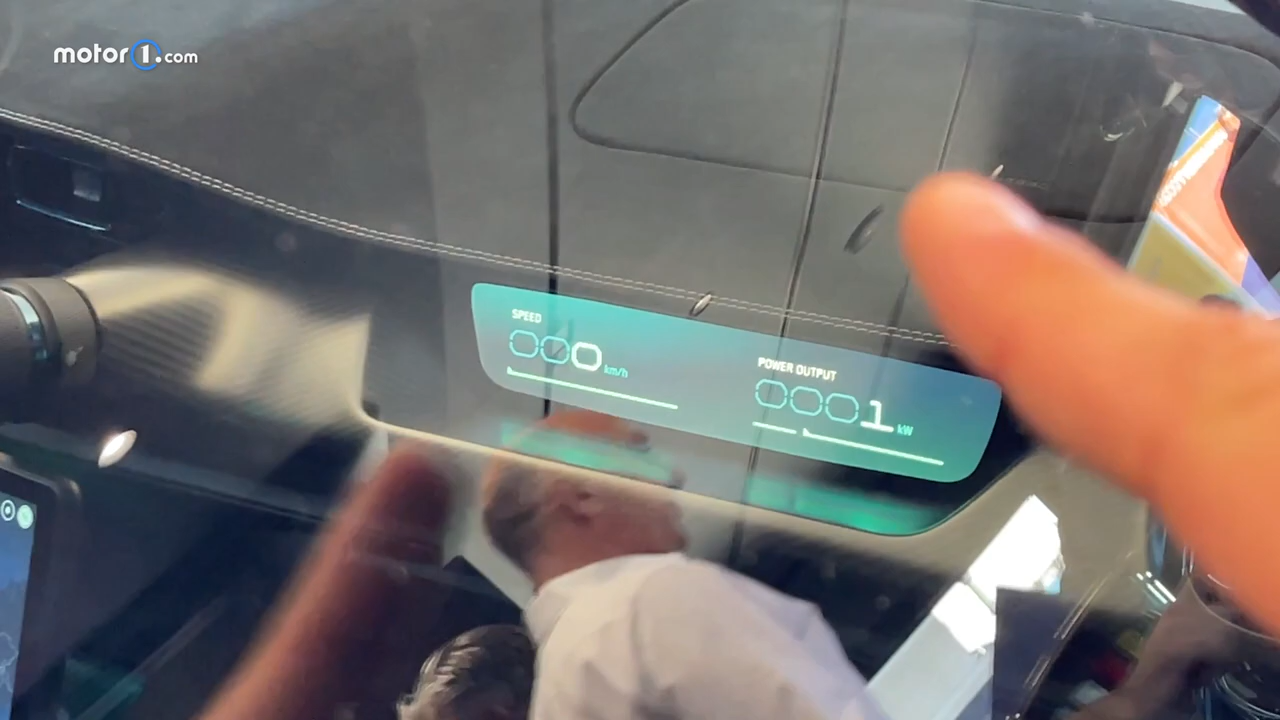 motor1.com
SPEED
000 km/h
POWER OUTPUT
0001 kW